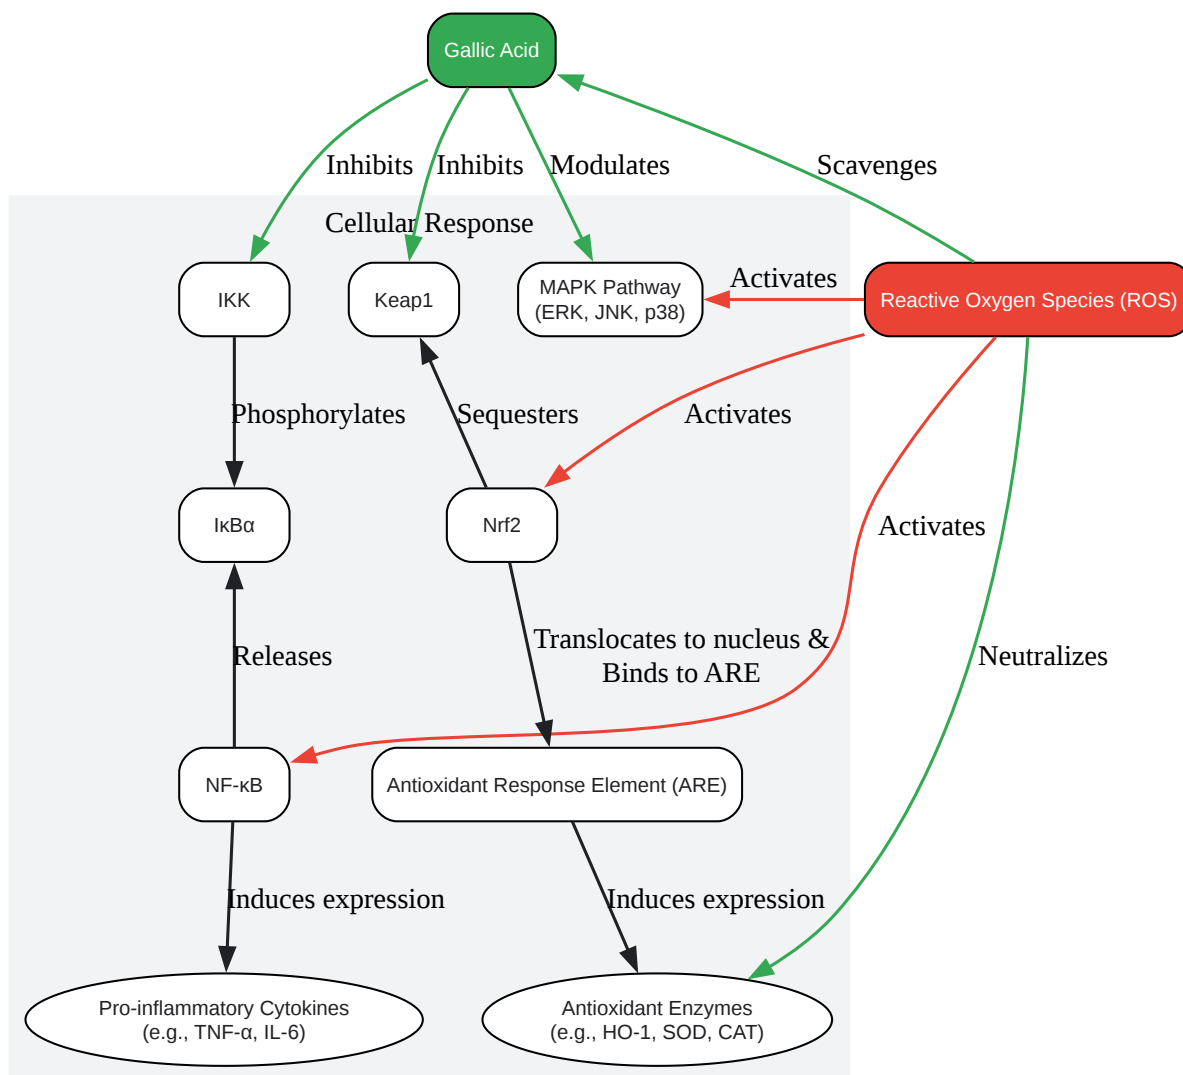 Gallic Acid
Inhibits
Inhibits
Modulates
Scavenges
Cellular Response
IKK
Keap1
MAPK Pathway
(ERK, JNK, p38)
Activates
Reactive Oxygen Species (ROS)
Phosphorylates
Sequesters
Activates
IκBα
Nrf2
Activates
Releases
Translocates to nucleus &
Binds to ARE
Neutralizes
NF-κB
Antioxidant Response Element (ARE)
Induces expression
Induces expression
Pro-inflammatory Cytokines
(e.g., TNF-α, IL-6)
Antioxidant Enzymes
(e.g., HO-1, SOD, CAT)